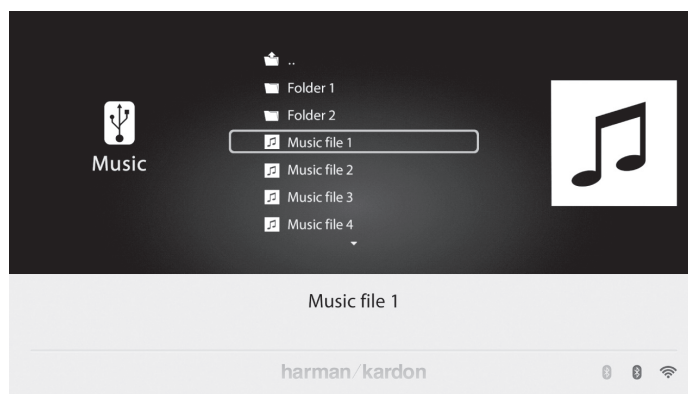 ..
Folder 1
Folder 2
Music file 1
Music
Music file 2
Music file 3
Music file 4
Music file 1
harman/kardon